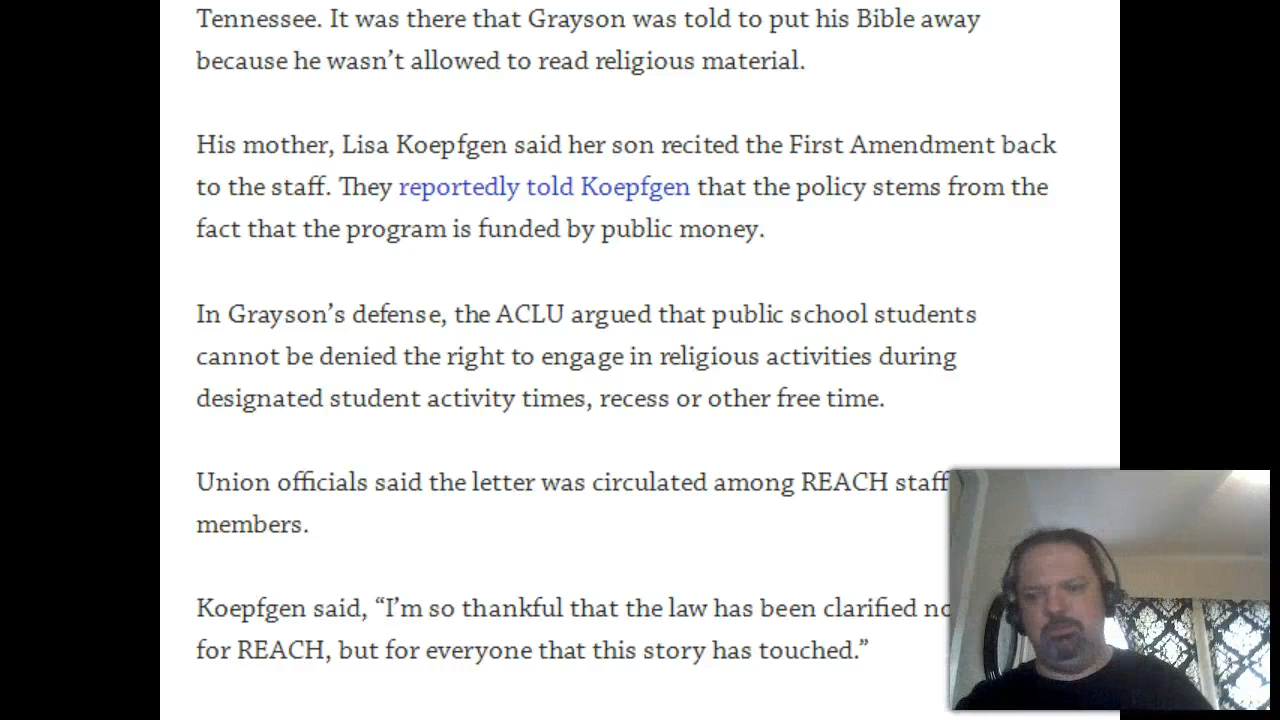 Tennessee. It was there that Grayson was told to put his Bible away
because he wasn’t allowed to read religious material.
His mother, Lisa Koepfgen said her son recited the First Amendment back
to the staff. They reportedly told Koepfgen that the policy stems from the
fact that the program is funded by public money.
In Grayson’s defense, the ACLU argued that public school students
cannot be denied the right to engage in religious activities during
designated student activity times, recess or other free time.
Union officials said the letter was circulated among REACH staff
members.
Koepfgen said, “I’m so thankful that the law has been clarified
for REACH, but for everyone that this story has touched.”